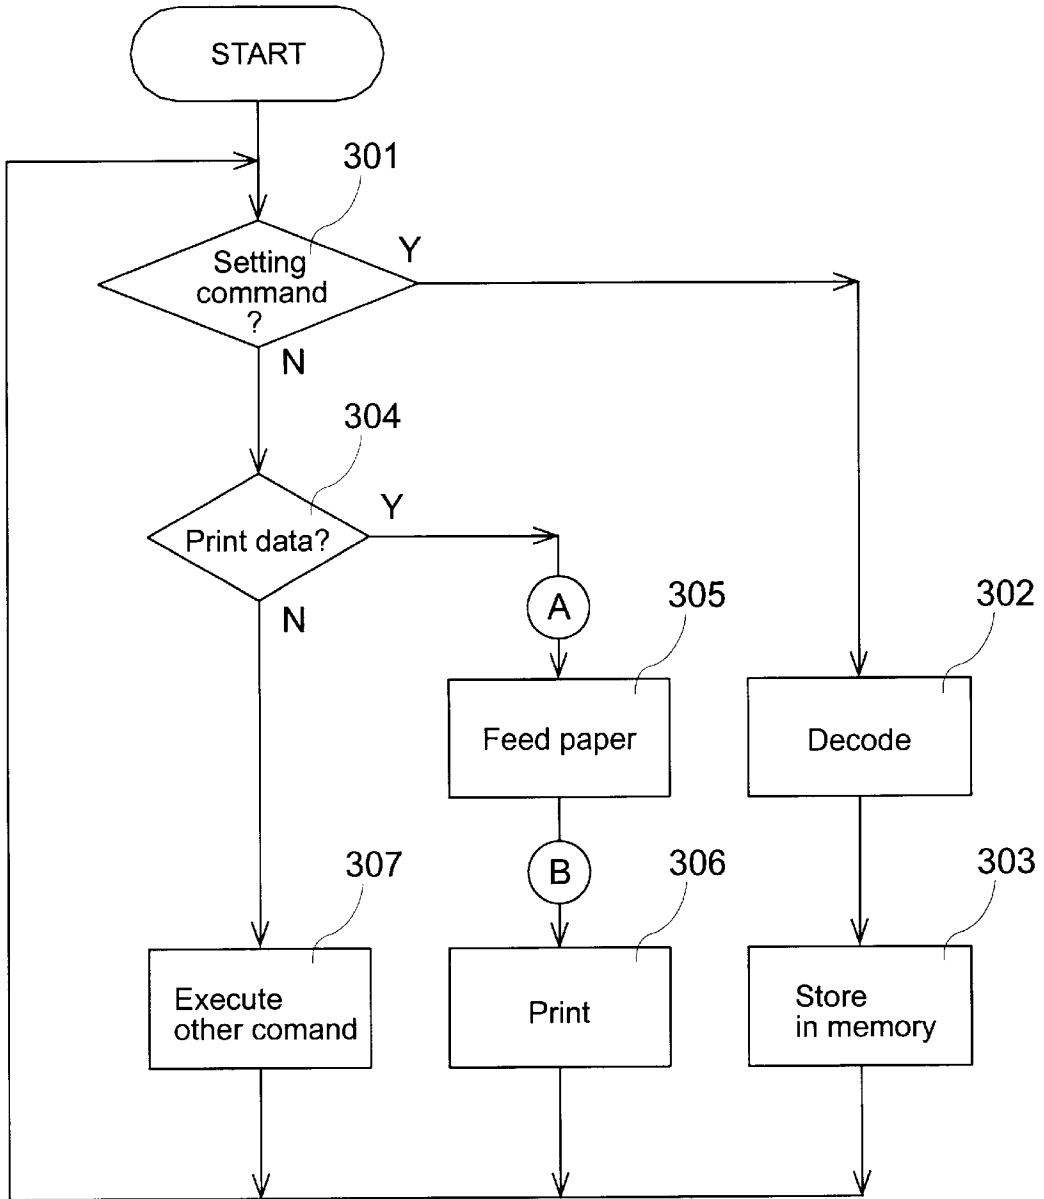 START
301
Setting
command
?
Y
N
304
Print data?
Y
N
A
305
302
Feed paper
Decode
307
B
306
303
Execute
other comand
Print
Store
in memory